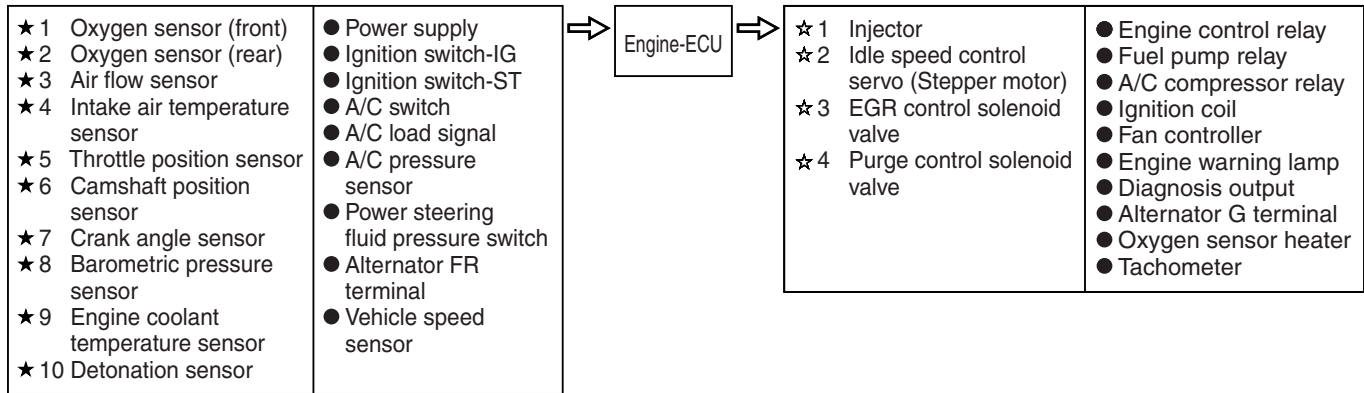 ★1 Oxygen sensor (front)
★2 Oxygen sensor (rear)
★3 Air flow sensor
★4 Intake air temperature
sensor
★5 Throttle position sensor
★6 Camshaft position
sensor
★7 Crank angle sensor
★8 Barometric pressure
sensor
★9 Engine coolant
temperature sensor
★10 Detonation sensor
● Power supply
● Ignition switch-IG
● Ignition switch-ST
● A/C switch
● A/C load signal
● A/C pressure
sensor
● Power steering
fluid pressure switch
● Alternator FR
terminal
● Vehicle speed
sensor
Engine-ECU
☆1 Injector
☆2 Idle speed control
servo (Stepper motor)
☆3 EGR control solenoid
valve
☆4 Purge control solenoid
valve
● Engine control relay
● Fuel pump relay
● A/C compressor relay
● Ignition coil
● Fan controller
● Engine warning lamp
● Diagnosis output
● Alternator G terminal
● Oxygen sensor heater
● Tachometer